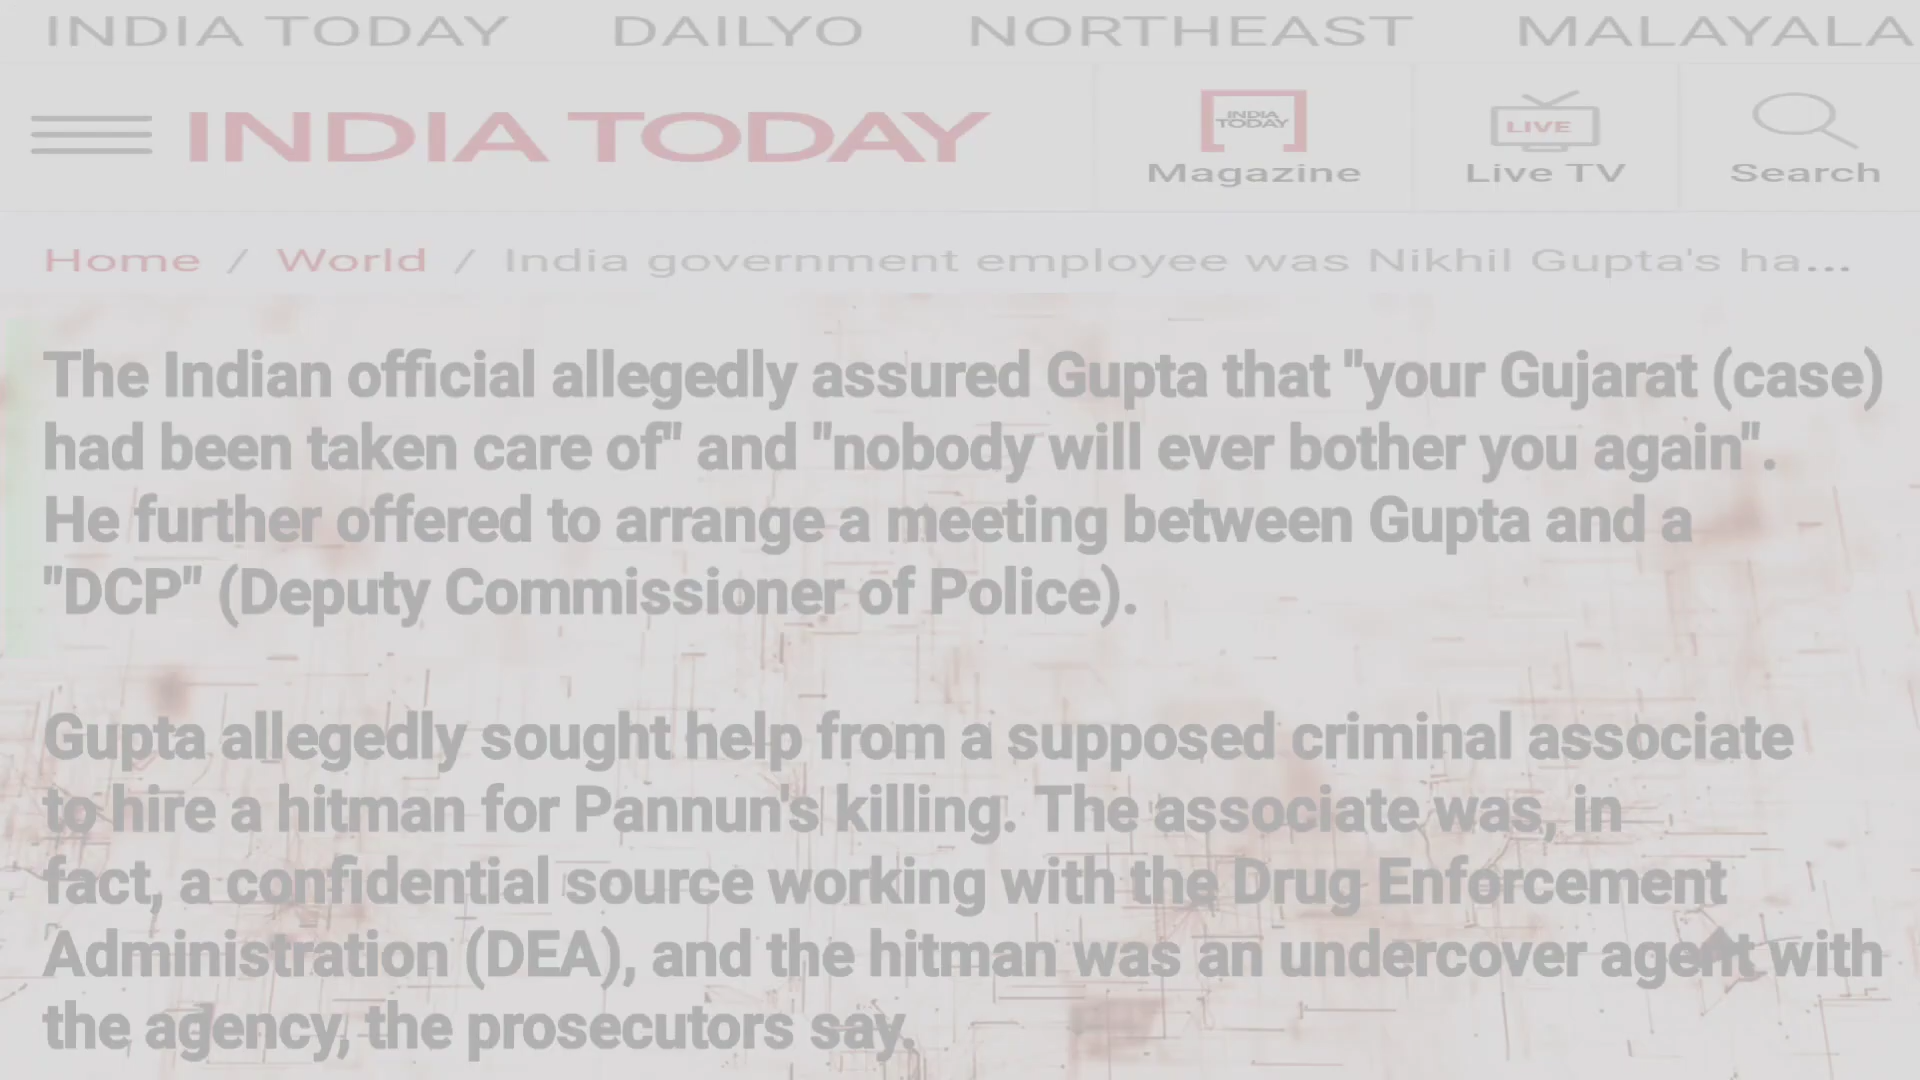 INDIA TODAY DAILYO NORTHEAST MALAYALA
INDIA TODAY
INDIA TODAY
Magazine
LIVE
Live TV
Search
Home / World / India government employee was Nikhil Gupta's ha...
The Indian official allegedly assured Gupta that "your Gujarat (case)
had been taken care of" and "nobody will ever bother you again".
He further offered to arrange a meeting between Gupta and a
"DCP" (Deputy Commissioner of Police).
Gupta allegedly sought help from a supposed criminal associate
to hire a hitman for Pannun's killing. The associate was, in
fact, a confidential source working with the Drug Enforcement
Administration (DEA), and the hitman was an undercover agent with
the agency, the prosecutors say.